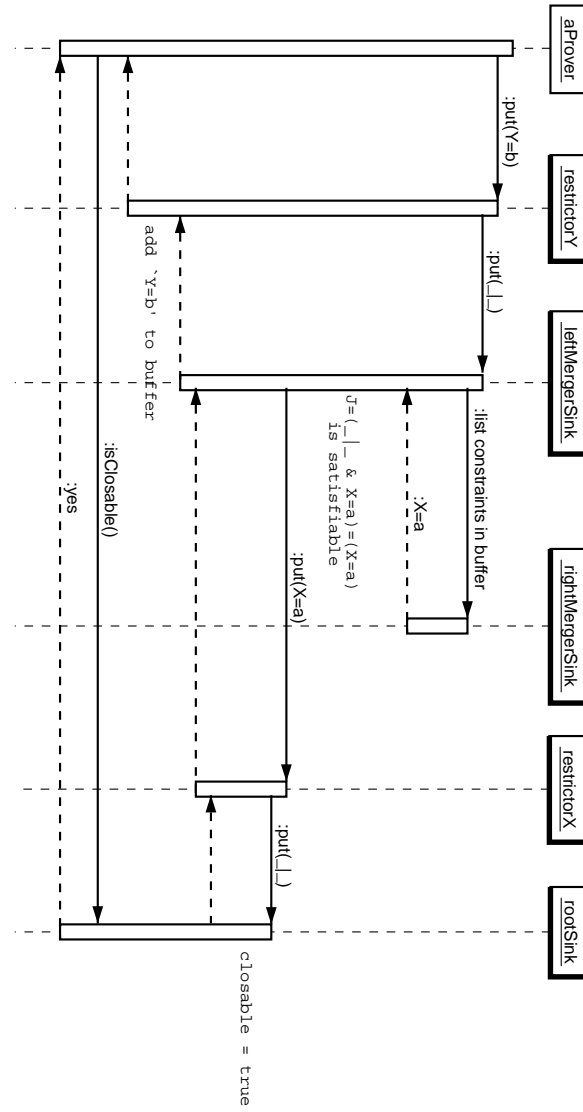 aProver
restrictorY
leftMergerSink
rightMergerSink
restrictorX
rootSink
:put(Y=b)
:put(_|_)
:list constraints in buffer
:X=a
J=(_|_ & X=a)=(X=a)
is satisfiable
:put(X=a)
:put(_|_)
closable = true
add `Y=b' to buffer
:isClosable()
:yes